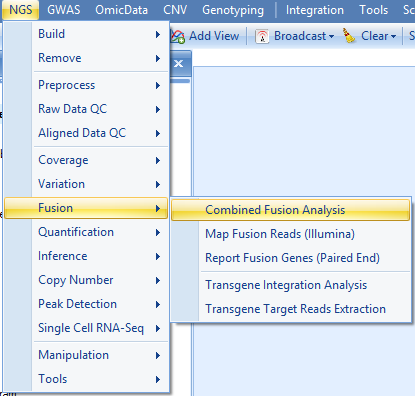 NGS GWAS OmicData CNV Genotyping Integration Tools
Add View Broadcast Clear
Build
Remove
Preprocess
Raw Data QC
Aligned Data QC
Coverage
Variation
Fusion
Quantification
Inference
Copy Number
Peak Detection
Single Cell RNA-Seq
Manipulation
Tools
Combined Fusion Analysis
Map Fusion Reads (Illumina)
Report Fusion Genes (Paired End)
Transgene Integration Analysis
Transgene Target Reads Extraction